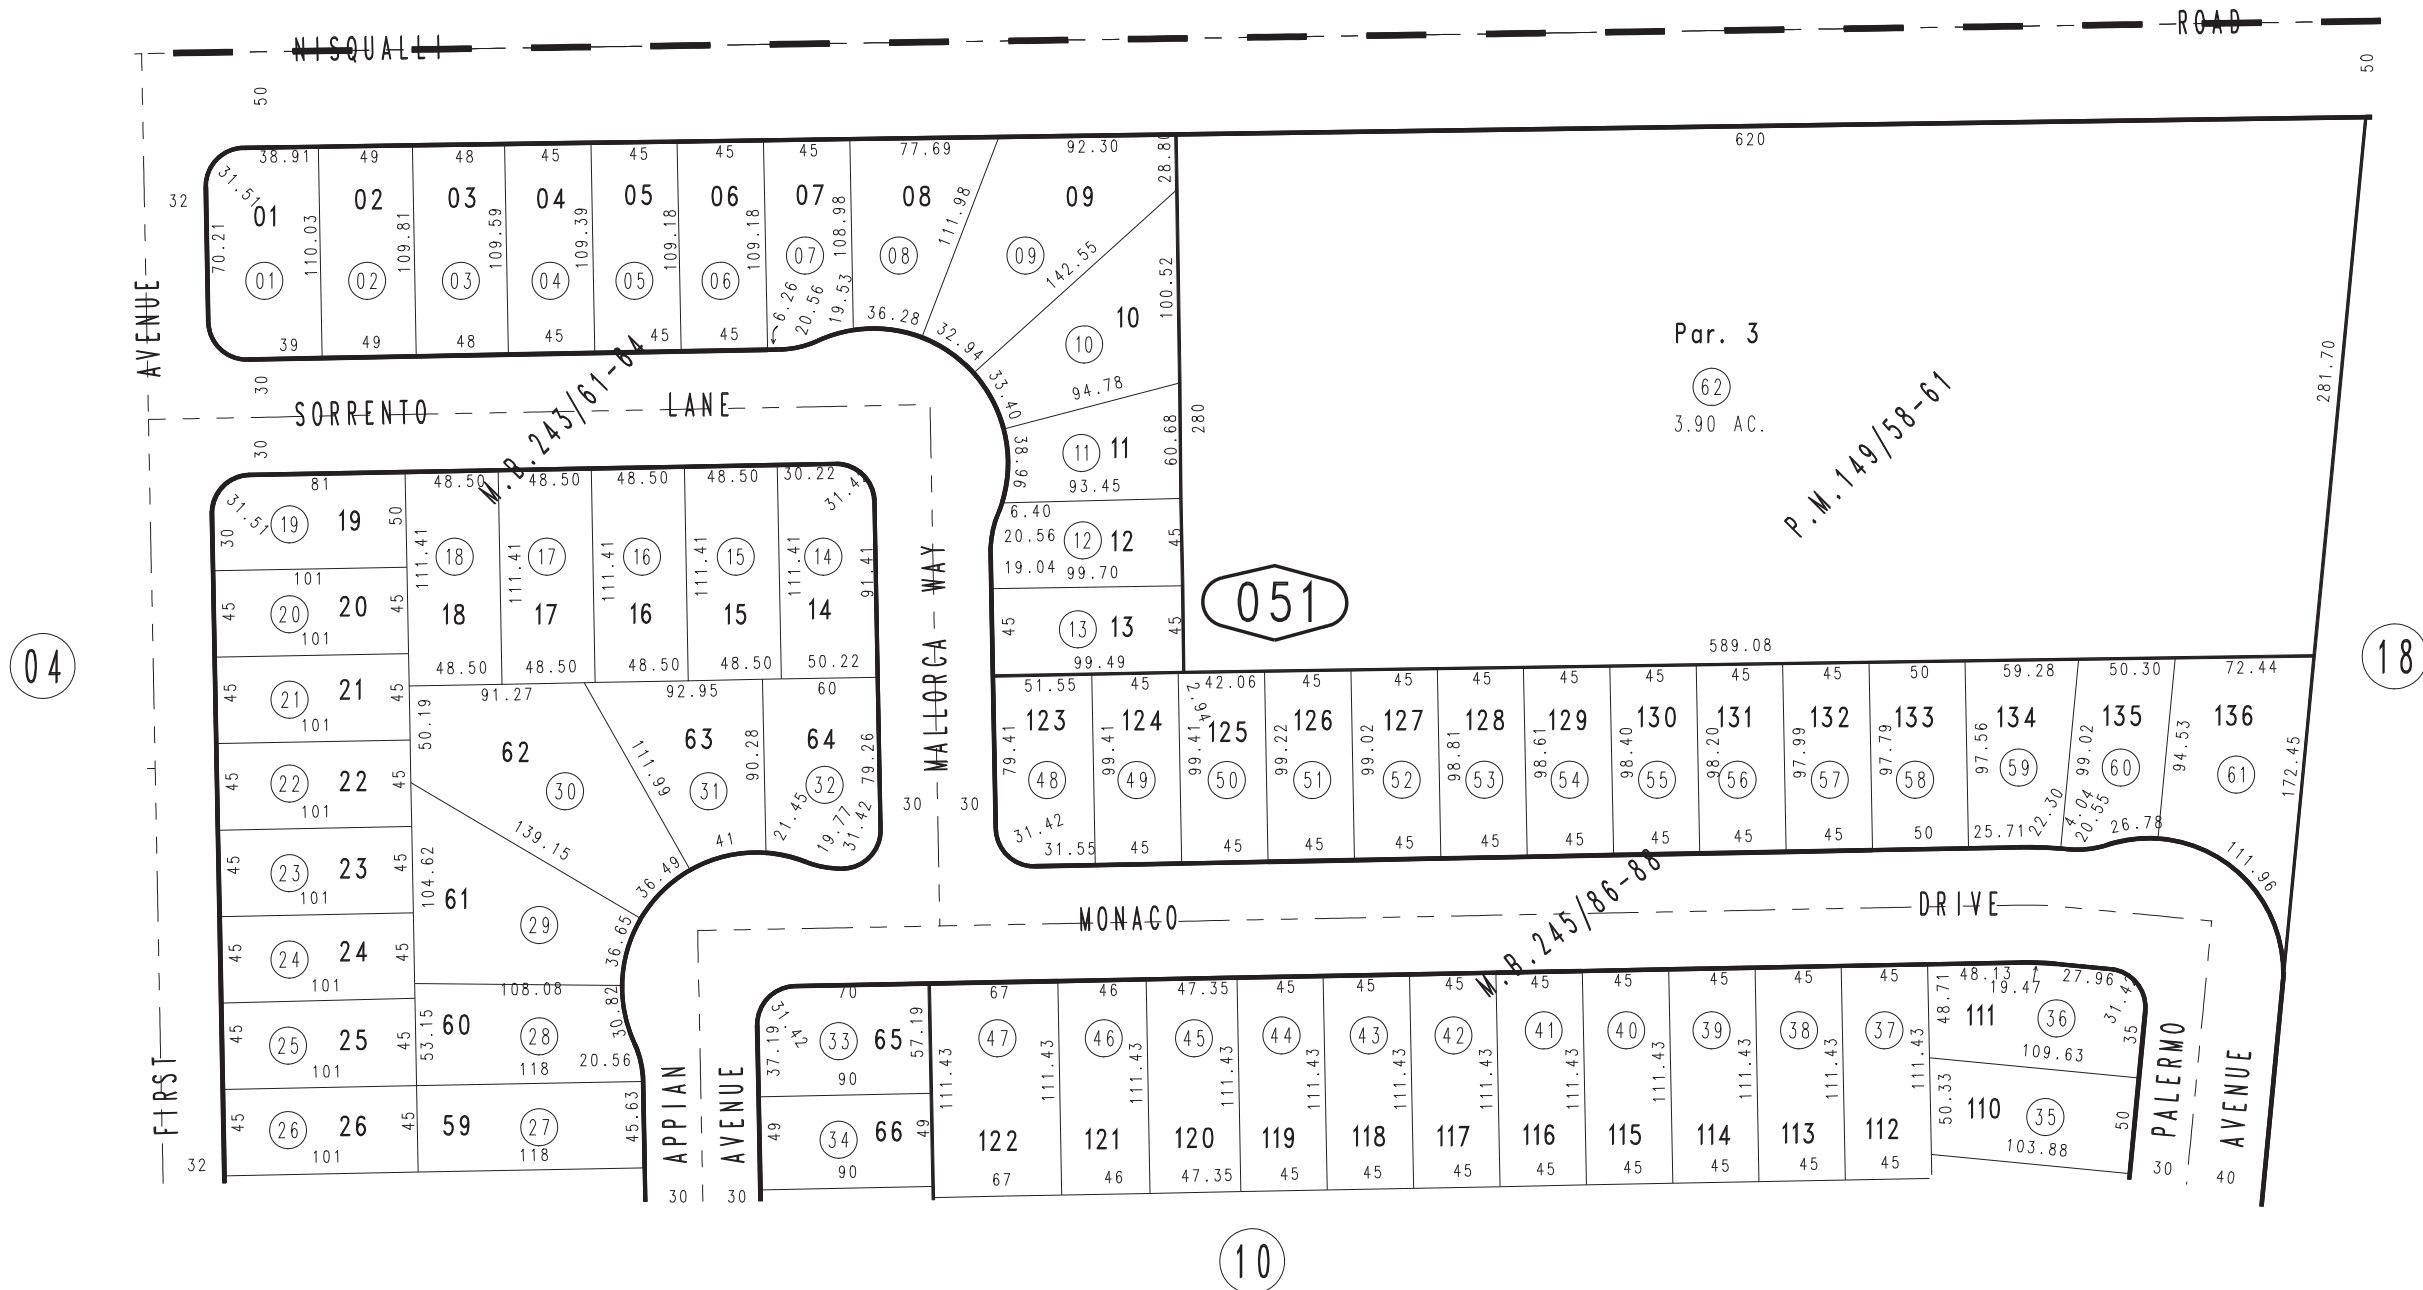 NISQUALLI ROAD
50
50
38.91 49 48 45 45 45 45 77.69 92.30
620
31.51
28.80
32
01 02 03 04 05 06 07 08 09
70.21 110.03 109.81 109.59 109.39 109.18 109.18 108.98 111.98
01 02 03 04 05 06 07 08 09
142.55
100.52
6.26 20.56 19.53 36.28 32.94
39 49 48 45 45 45
10
10
94.78
33.40
AVENUE
Par. 3
62
3.90 AC.
281.70
P.M.149/58-61
280
30
SORRENTO LANE
30
M.B.243/61-64
38.96
11 11
60.68
93.45
81 48.50 48.50 48.50 48.50 30.22
31.51
19 19
30 50
101
111.41 111.41 111.41 111.41 111.41 91.41
18 17 16 15 14
18 17 16 15 14
48.50 48.50 48.50 48.50 50.22
6.40
20.56
19.04
12 12
45
99.70
45
13 13
45
99.49
051
04
18
MALLORCA WAY
45 20 20 45
101
45 21 21 45
101
45 22 22 45
101
45 23 23 45
101
45 24 24 45
101
45 25 25 45
101
45 26 26 45
101
91.27 92.95 60
50.19
62 63 64
30 31 32
111.99 90.28 79.26
139.15
21.45
19.77
31.42
41
36.49
104.62
61
29
36.65
108.08
53.15
60 28
30.82
118
20.56
59 27
45.63
118
30 30
589.08
51.55 45 42.06 45 45 45 45 45 45 45 50 59.28 50.30 72.44
2.94
123 124 125 126 127 128 129 130 131 132 133 134 135 136
79.41 99.41 99.41 99.22 99.02 98.81 98.61 98.40 98.20 97.99 97.79 97.56 99.02 94.53 172.45
48 49 50 51 52 53 54 55 56 57 58 59 60 61
31.42
31.55 45 45 45 45 45 45 45 45 45 50 25.71 22.30 4.04 20.55 26.78
111.96
MONACO DRIVE
M.B.245/86-88
70 67 46 47.35 45 45 45 45 45 45 45 45 48.13 19.47 27.96
31.42
37.19
33 65
57.19
90
49 34 66 49
90
47 46 45 44 43 42 41 40 39 38 37
111.43 111.43 111.43 111.43 111.43 111.43 111.43 111.43 111.43 111.43 111.43
122 121 120 119 118 117 116 115 114 113 112
67 46 47.35 45 45 45 45 45 45 45 45
48.71
111 36
35
109.63
50.33
110 35
50
103.88
FIRST
32
APPIAN
AVENUE
30 30
PALERMO
AVENUE
30 40
10